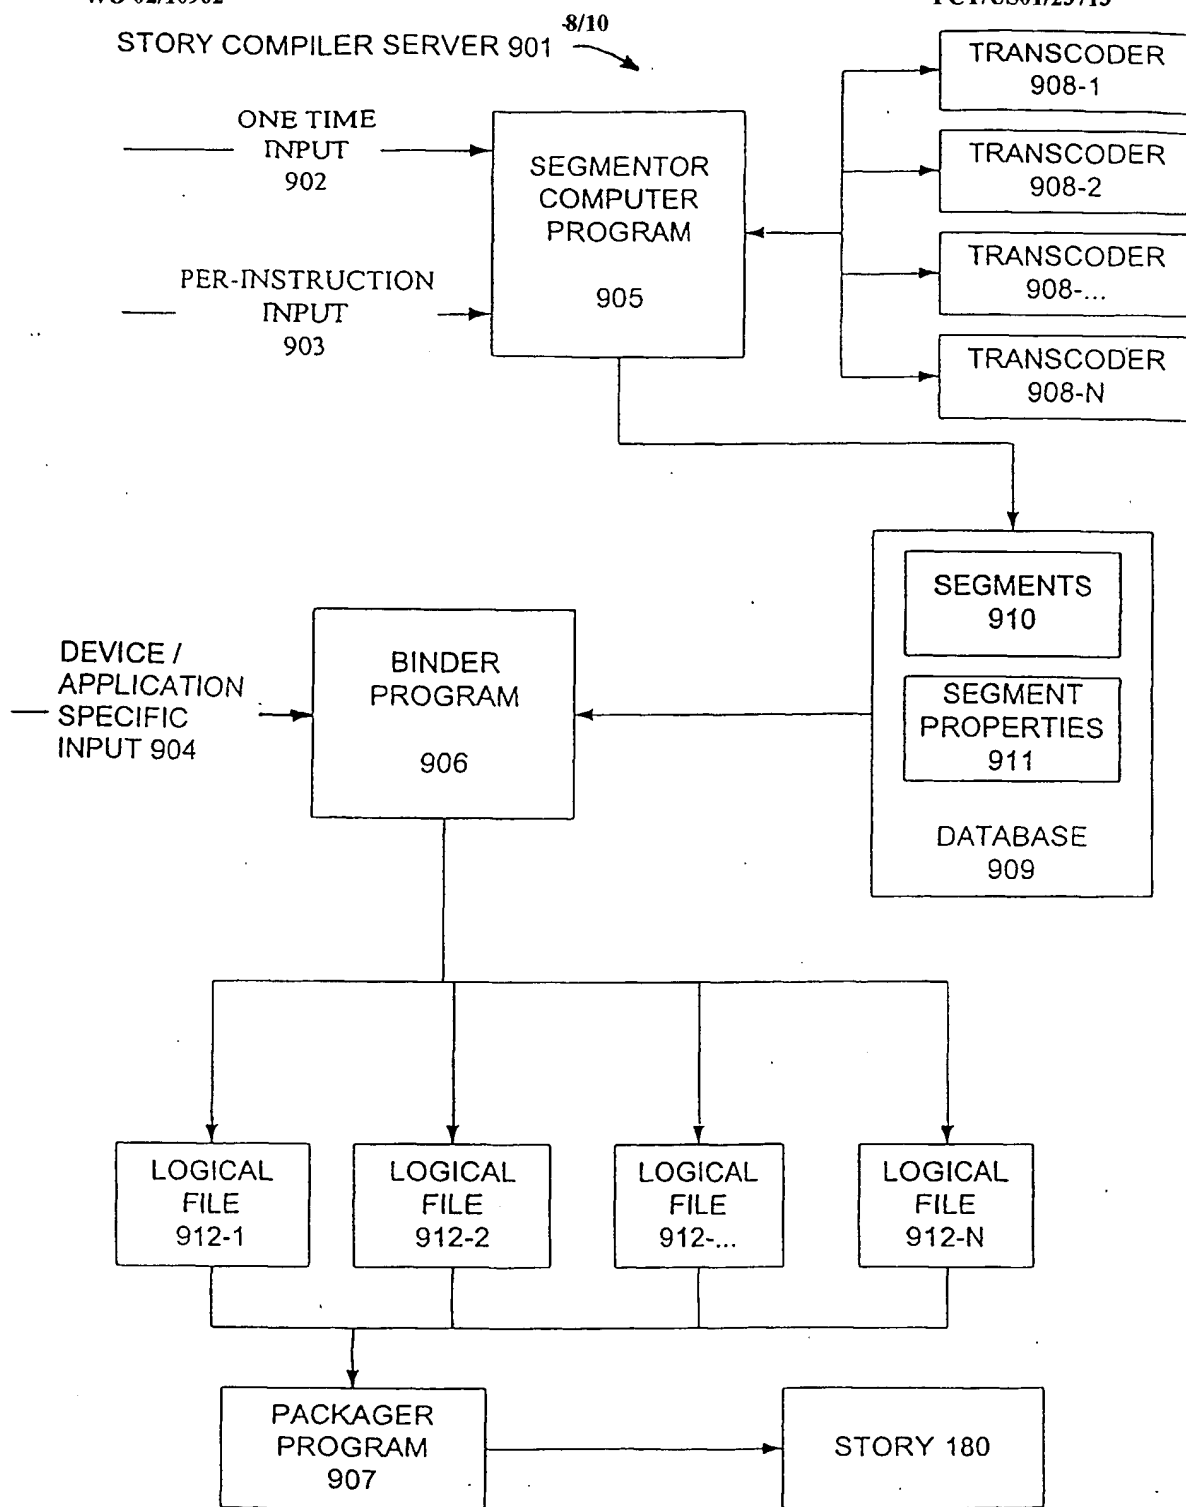 8/10
STORY COMPILER SERVER 901
ONE TIME
INPUT
902
PER-INSTRUCTION
INPUT
903
SEGMENTOR
COMPUTER
PROGRAM
905
TRANSCODER
908-1
TRANSCODER
908-2
TRANSCODER
908-...
TRANSCODER
908-N
SEGMENTS
910
SEGMENT
PROPERTIES
911
DATABASE
909
DEVICE /
APPLICATION
SPECIFIC
INPUT 904
BINDER
PROGRAM
906
LOGICAL
FILE
912-1
LOGICAL
FILE
912-2
LOGICAL
FILE
912-...
LOGICAL
FILE
912-N
PACKAGER
PROGRAM
907
STORY 180